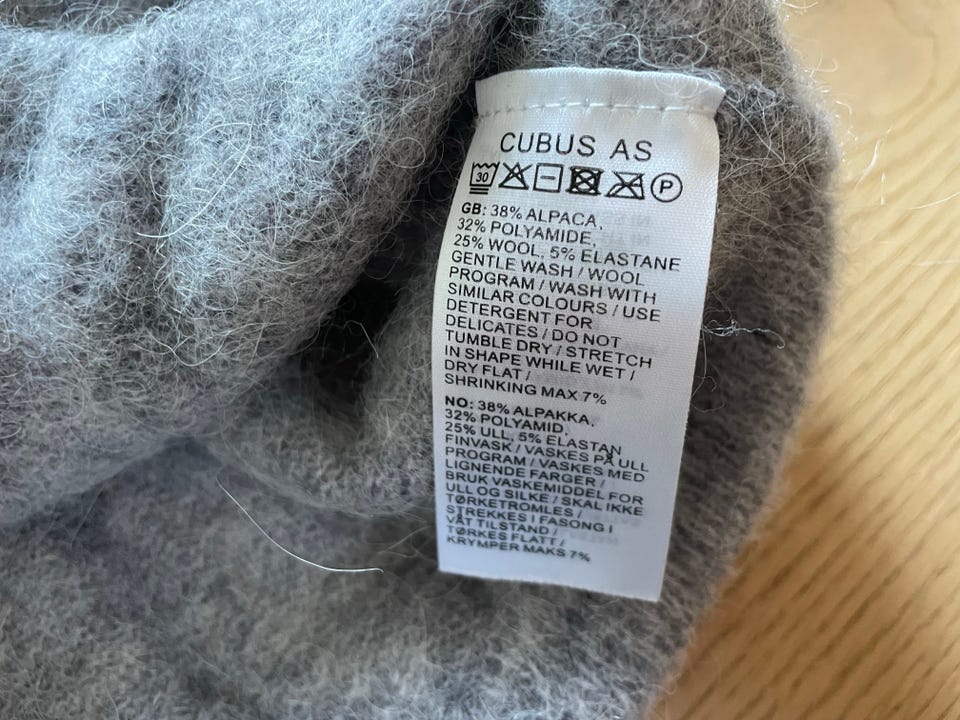 CUBUS AS
30 P
GB: 38% ALPACA,
32% POLYAMIDE,
25% WOOL, 5% ELASTANE
GENTLE WASH / WOOL
PROGRAM / WASH WITH
SIMILAR COLOURS / USE
DETERGENT FOR
DELICATES / DO NOT
TUMBLE DRY / STRETCH
IN SHAPE WHILE WET /
DRY FLAT /
SHRINKING MAX 7%
NO: 38% ALPAKKA,
32% POLYAMID,
25% ULL, 5% ELASTAN
FINVASK / VASKES PÅ ULL
PROGRAM / VASKES MED
LIGNENDE FARGER /
BRUK VASKEMIDDEL FOR
ULL OG SILKE / SKAL IKKE
TØRKETROMLES /
STREKKES I FASONG I
VÅT TILSTAND /
TØRKES FLATT /
KRYMPER MAKS 7%